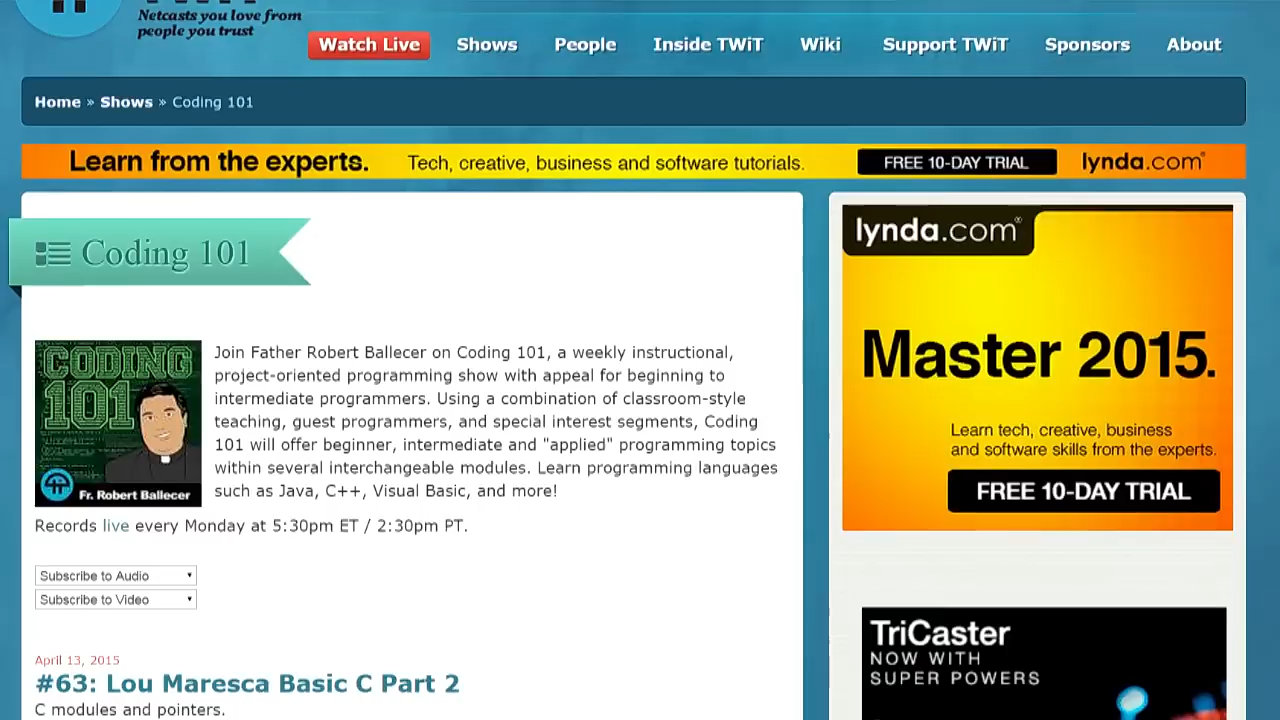 Netcasts you love from
people you trust
Watch Live Shows People Inside TWiT Wiki Support TWiT Sponsors About
Home » Shows » Coding 101
Learn from the experts. Tech, creative, business and software tutorials. FREE 10-DAY TRIAL lynda.com®
Coding 101
CODING
101
Fr. Robert Ballecer
Join Father Robert Ballecer on Coding 101, a weekly instructional,
project-oriented programming show with appeal for beginning to
intermediate programmers. Using a combination of classroom-style
teaching, guest programmers, and special interest segments, Coding
101 will offer beginner, intermediate and "applied" programming topics
within several interchangeable modules. Learn programming languages
such as Java, C++, Visual Basic, and more!
Records live every Monday at 5:30pm ET / 2:30pm PT.
Subscribe to Audio
Subscribe to Video
April 13, 2015
#63: Lou Maresca Basic C Part 2
C modules and pointers.
lynda.com®
Master 2015.
Learn tech, creative, business
and software skills from the experts.
FREE 10-DAY TRIAL
TriCaster
NOW WITH
SUPER POWERS